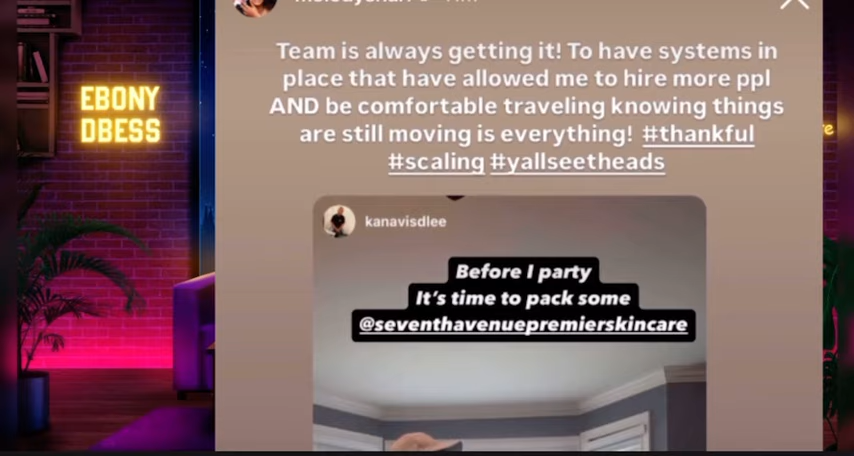 EBONY
DBESS
Team is always getting it! To have systems in
place that have allowed me to hire more ppl
AND be comfortable traveling knowing things
are still moving is everything! #thankful
#scaling #yallseetheads
kanavisdlee
Before I party
It's time to pack some
@seventhavenuepremierskincare